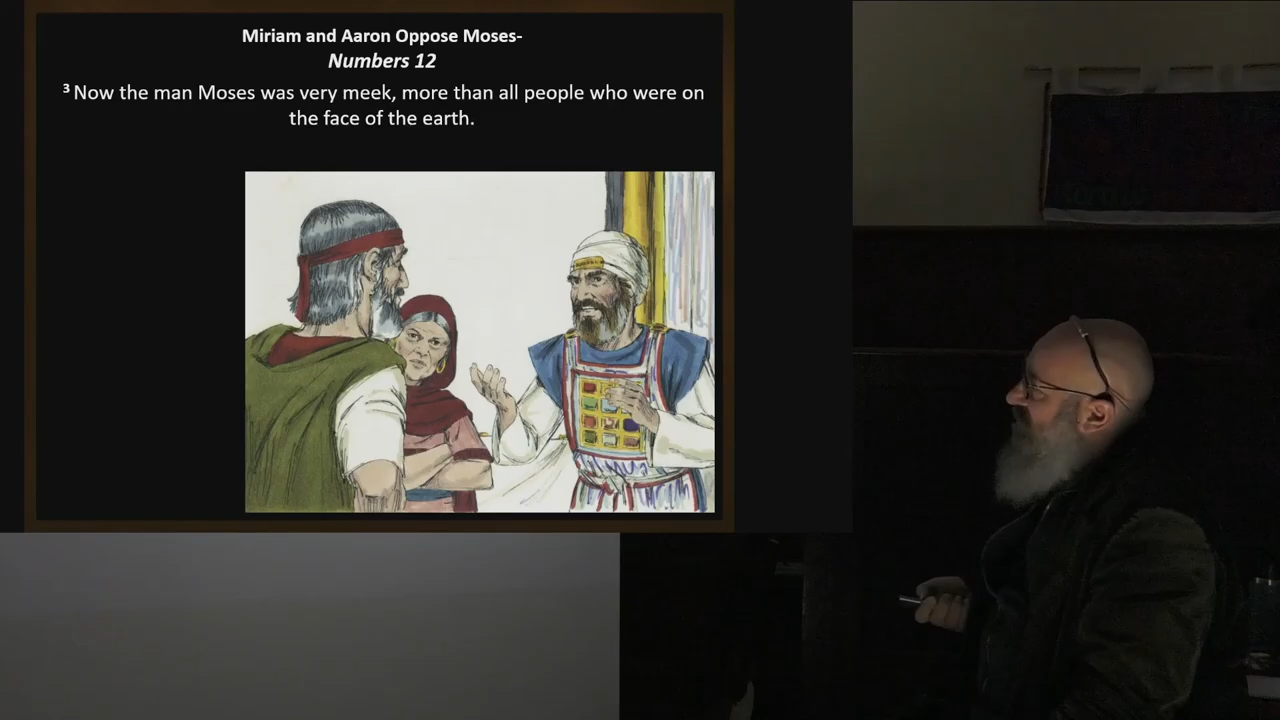 Miriam and Aaron Oppose Moses-
Numbers 12
3 Now the man Moses was very meek, more than all people who were on
the face of the earth.